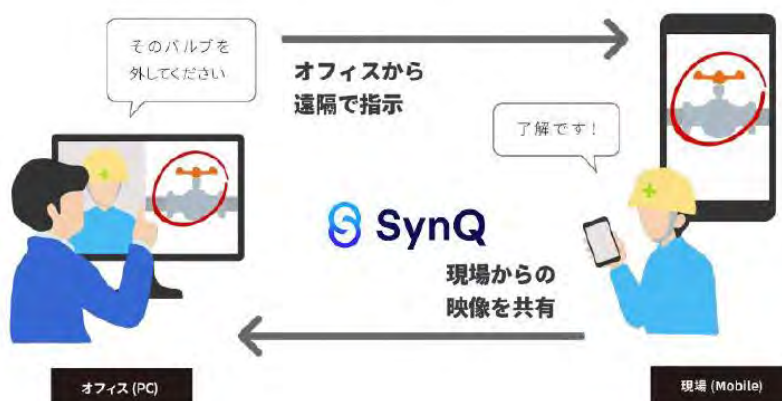 そのバルブを
外してください
オフィスから
遠隔で指示
了解です！
SynQ
現場からの
映像を共有
オフィス (PC)
現場 (Mobile)